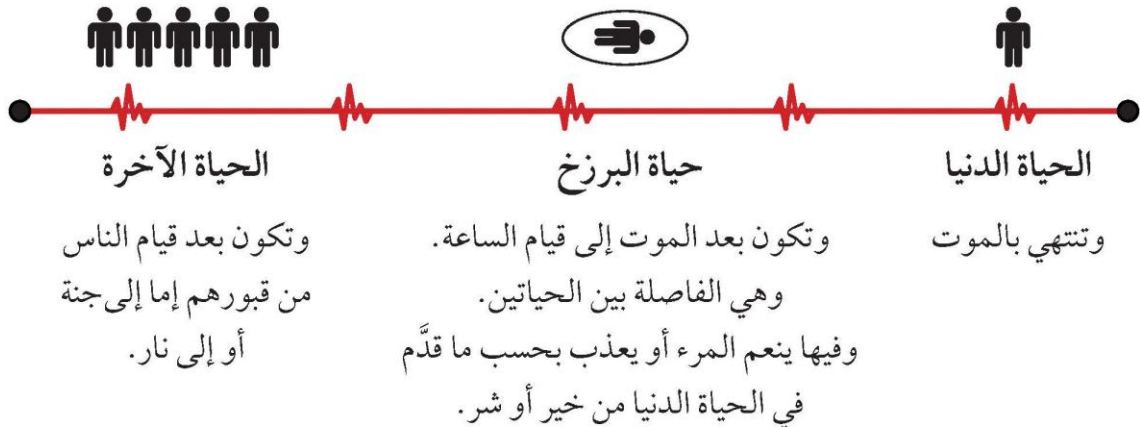 الحياة الدنيا
وتنتهي بالموت
حياة البرزخ
وتكون بعد الموت إلى قيام الساعة.
وهي الفاصلة بين الحياتين.
وفيها ينعم المرء أو يعذب بحسب ما قدَّم
في الحياة الدنيا من خير أو شر.
الحياة الآخرة
وتكون بعد قيام الناس
من قبورهم إما إلى جنة
أو إلى نار.